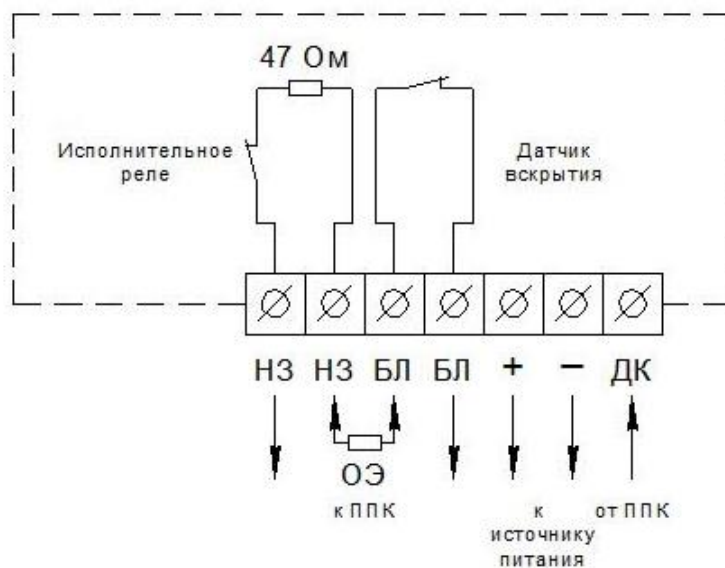 47 Ом
Исполнительное
реле
Датчик
вскрытия
НЗ НЗ БЛ БЛ + − ДК
ОЭ
к ППК
к
источнику
питания
от ППК